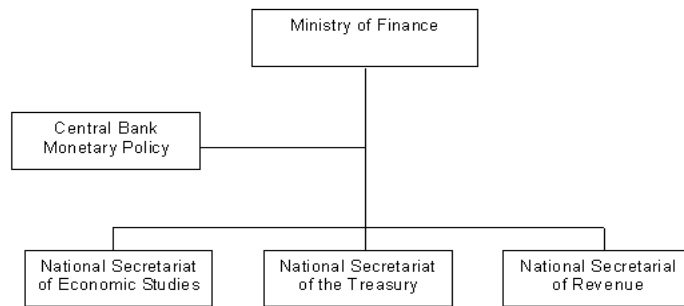 Ministry of Finance
Central Bank
Monetary Policy
National Secretariat
of Economic Studies
National Secretariat
of the Treasury
National Secretarial
of Revenue